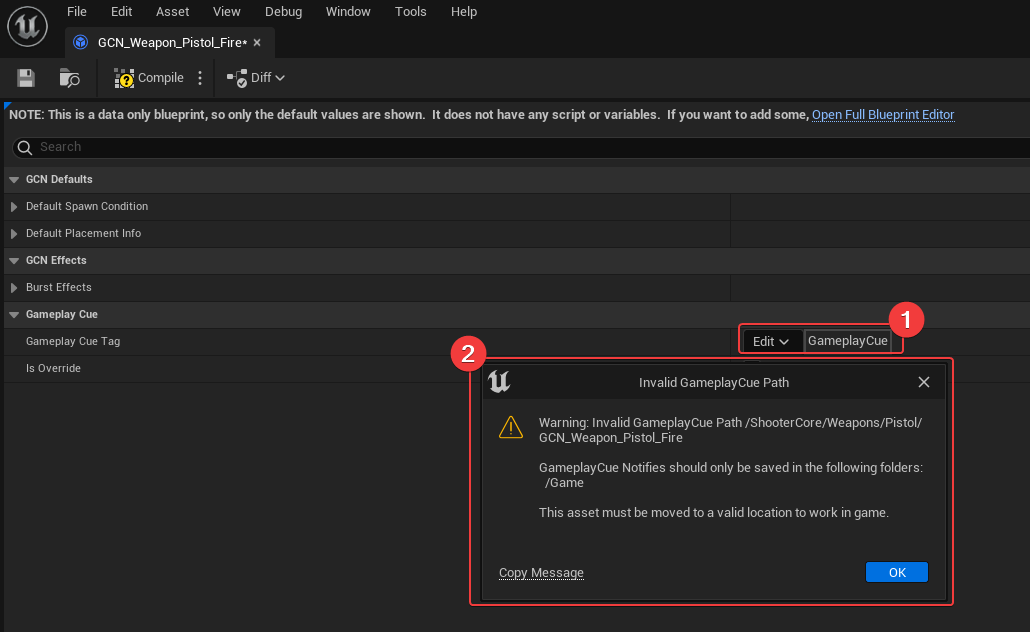 File Edit Asset View Debug Window Tools Help
GCN_Weapon_Pistol_Fire*
Compile Diff
NOTE: This is a data only blueprint, so only the default values are shown.  It does not have any script or variables.  If you want to add some, Open Full Blueprint Editor
Search
GCN Defaults
Default Spawn Condition
Default Placement Info
GCN Effects
Burst Effects
Gameplay Cue
1
Gameplay Cue Tag Edit GameplayCue
2
Is Override
Invalid GameplayCue Path
Warning: Invalid GameplayCue Path /ShooterCore/Weapons/Pistol/
GCN_Weapon_Pistol_Fire
GameplayCue Notifies should only be saved in the following folders:
/Game
This asset must be moved to a valid location to work in game.
Copy Message OK